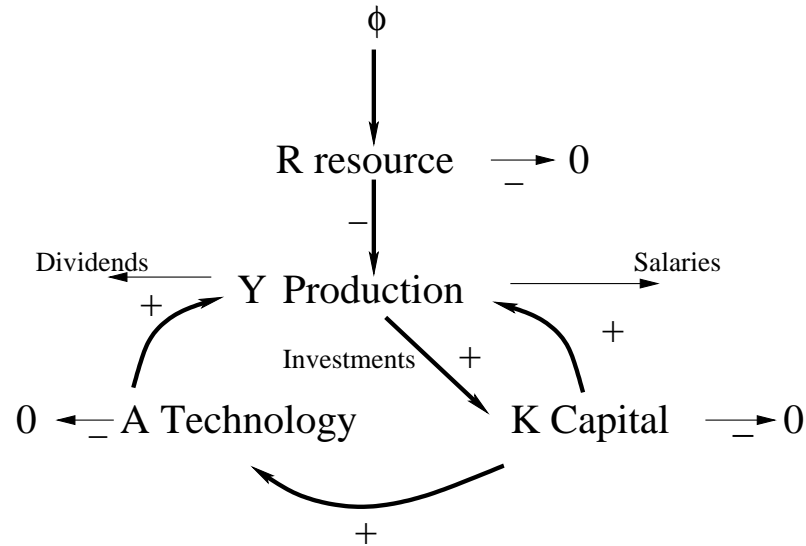 ϕ
R resource – 0
–
Dividends Salaries
Y Production
+ +
Investments +
0 – A Technology K Capital – 0
+